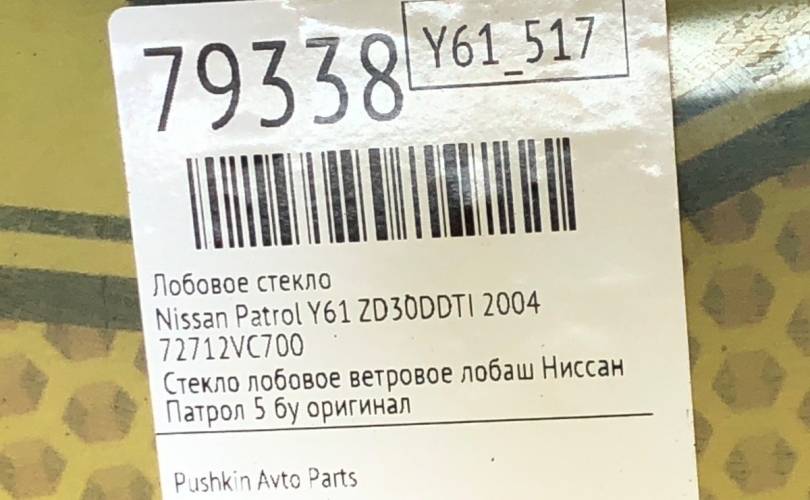 79338
Y61_517
Лобовое стекло
Nissan Patrol Y61 ZD30DDTI 2004
72712VC700
Стекло лобовое ветровое лобаш Ниссан
Патрол 5 бу оригинал
Pushkin Avto Parts